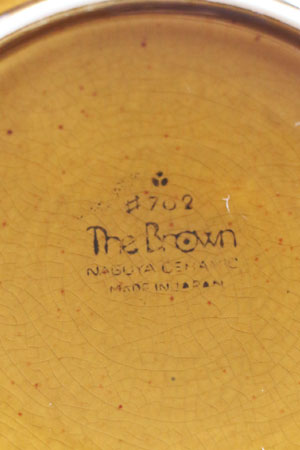 #702
The Brown
NAGOYA CERAMIC
MADE IN JAPAN